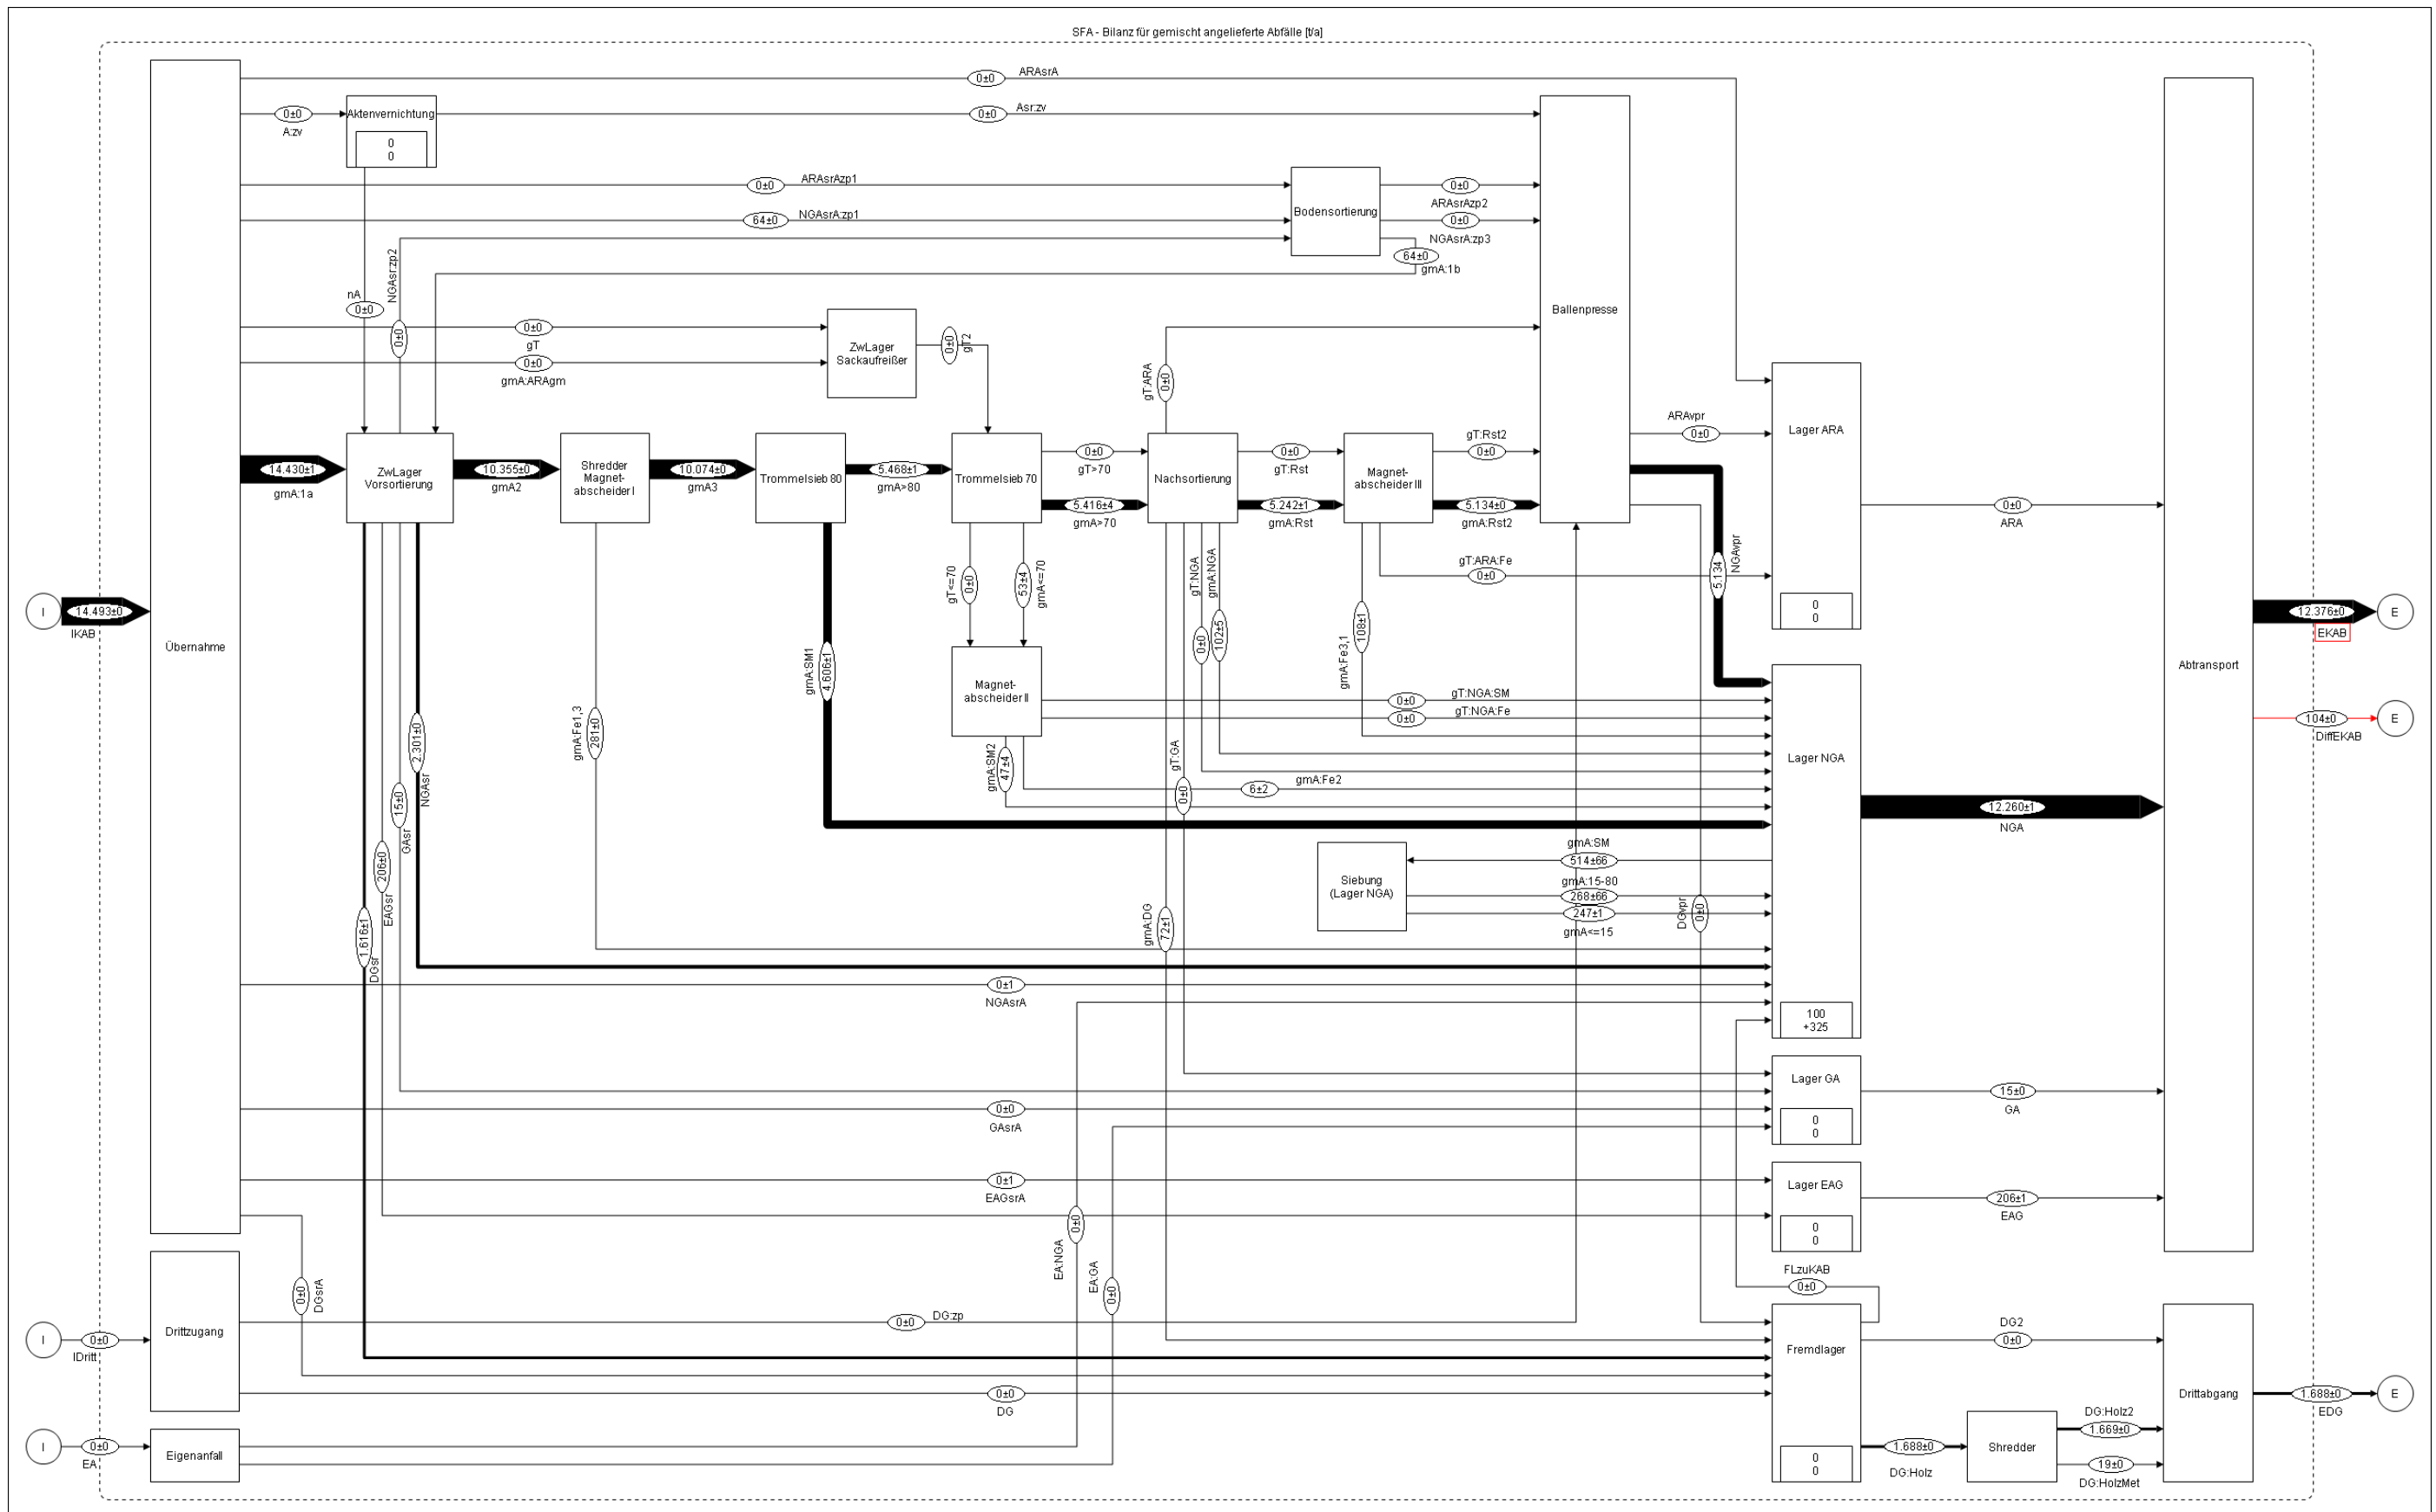 SFA - Bilanz für gemischt angelieferte Abfälle [t/a]
0±0
ARAsrA
0±0
A:zv
Aktenvernichtung
0
0
0±0
Asr:zv
0±0
ARAsrAzp1
64±0
NGAsrA:zp1
Bodensortierung
0±0
ARAsrAzp2
0±0
NGAsrA:zp3
64±0
gmA:1b
NGAsr:zp2
0±0
nA
0±0
0±0
gT
0±0
gmA:ARAgm
ZwLager
Sackaufreißer
0±0
gT2
gT:ARA
0±0
Ballenpresse
ARAvpr
0±0
Lager ARA
0
0
14.430±1
gmA:1a
ZwLager
Vorsortierung
10.355±0
gmA2
Shredder
Magnet-
abscheider I
10.074±0
gmA3
Trommelsieb 80
5.468±1
gmA>80
Trommelsieb 70
0±0
gT>70
5.416±4
gmA>70
Nachsortierung
0±0
gT:Rst
5.242±1
gmA:Rst
Magnet-
abscheider III
gT:Rst2
0±0
5.134±0
gmA:Rst2
0±0
ARA
gT:ARA:Fe
0±0
5.134
NGAvpr
gT<=70
0±0
53±4
gmA<=70
gT:NGA
0±0
gmA:NGA
102±5
gmA:Fe3,1
108±1
I
14.493±0
IKAB
Übernahme
Abtransport
12.376±0
EKAB
E
104±0
DiffEKAB
E
gmA:SM1
4.606±1
Magnet-
abscheider II
0±0
gT:NGA:SM
0±0
gT:NGA:Fe
gmA:SM2
47±4
6±2
gmA:Fe2
gmA:Fe1,3
281±0
2.301±0
NGAsr
15±0
GAsr
206±0
EAGsr
1.616±1
DGsr
gT:GA
0±0
gmA:DG
72±1
Lager NGA
100
+325
12.260±1
NGA
Siebung
(Lager NGA)
gmA:SM
514±66
gmA:15-80
268±66
247±1
gmA<=15
DGvpr
0±0
0±1
NGAsrA
Lager GA
0
0
15±0
GA
0±0
GAsrA
0±1
EAGsrA
Lager EAG
0
0
206±1
EAG
EA:NGA
0±0
EA:GA
0±0
0±0
DGsrA
FLzuKAB
0±0
I
0±0
IDritt
Drittzugang
0±0
DG:zp
0±0
DG
Fremdlager
0
0
DG2
0±0
Drittabgang
1.688±0
EDG
E
I
0±0
EA
Eigenanfall
1.688±0
DG:Holz
Shredder
DG:Holz2
1.669±0
19±0
DG:HolzMet